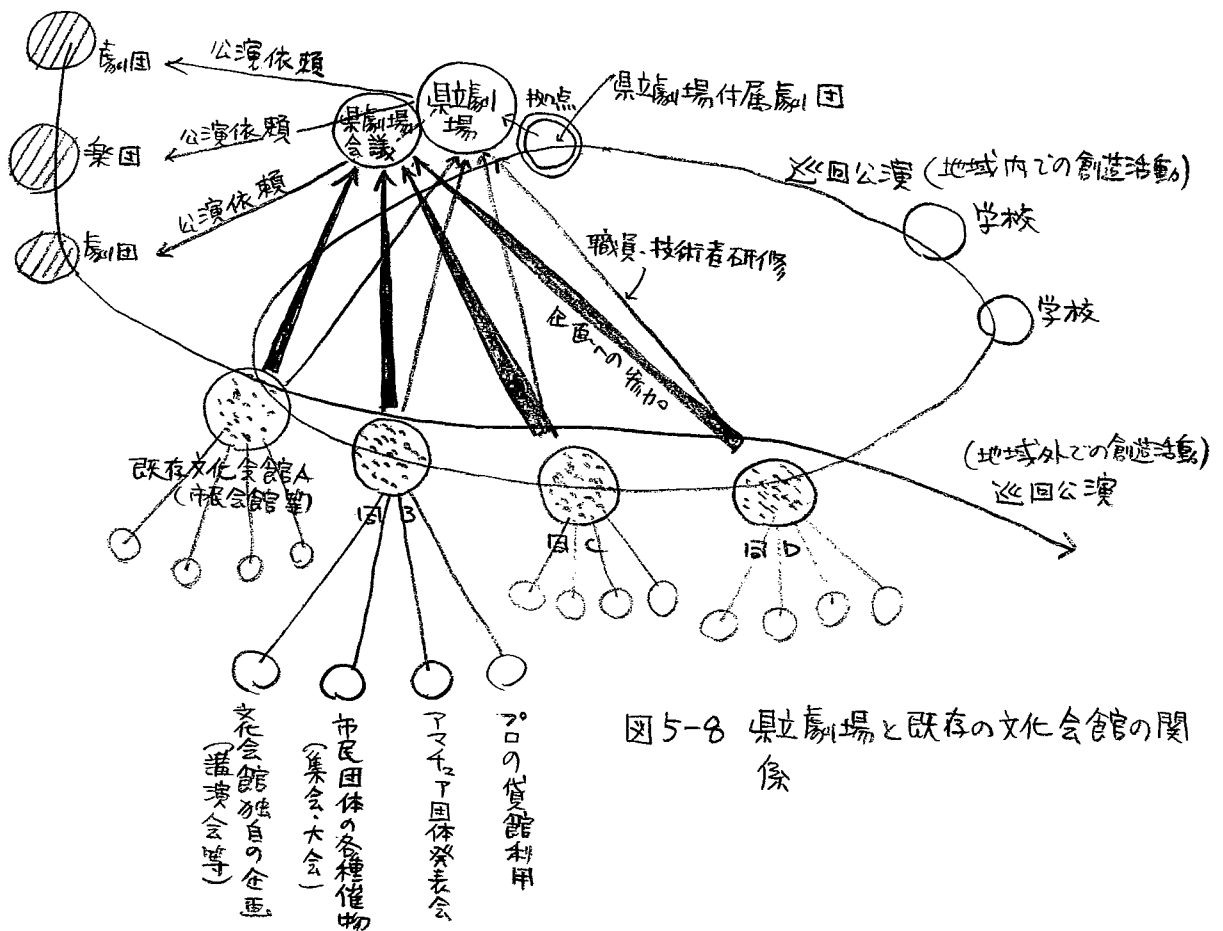 劇団
公演依頼
楽団
公演依頼
劇団
公演依頼
県劇場
会議
県立劇
場
拠点
県立劇場付属劇団
巡回公演(地域内での創造活動)
学校
学校
職員、技術者研修
企画への参加
(地域外での創造活動)
巡回公演
既存文化会館A
(市民会館等)
同B
同C
同D
文化会館独自の企画
(講演会等)
市民団体の各種催物
(集会・大会)
アマチュア団体発表会
プロの貸館利用
図5-8 県立劇場と既存の文化会館の関
係